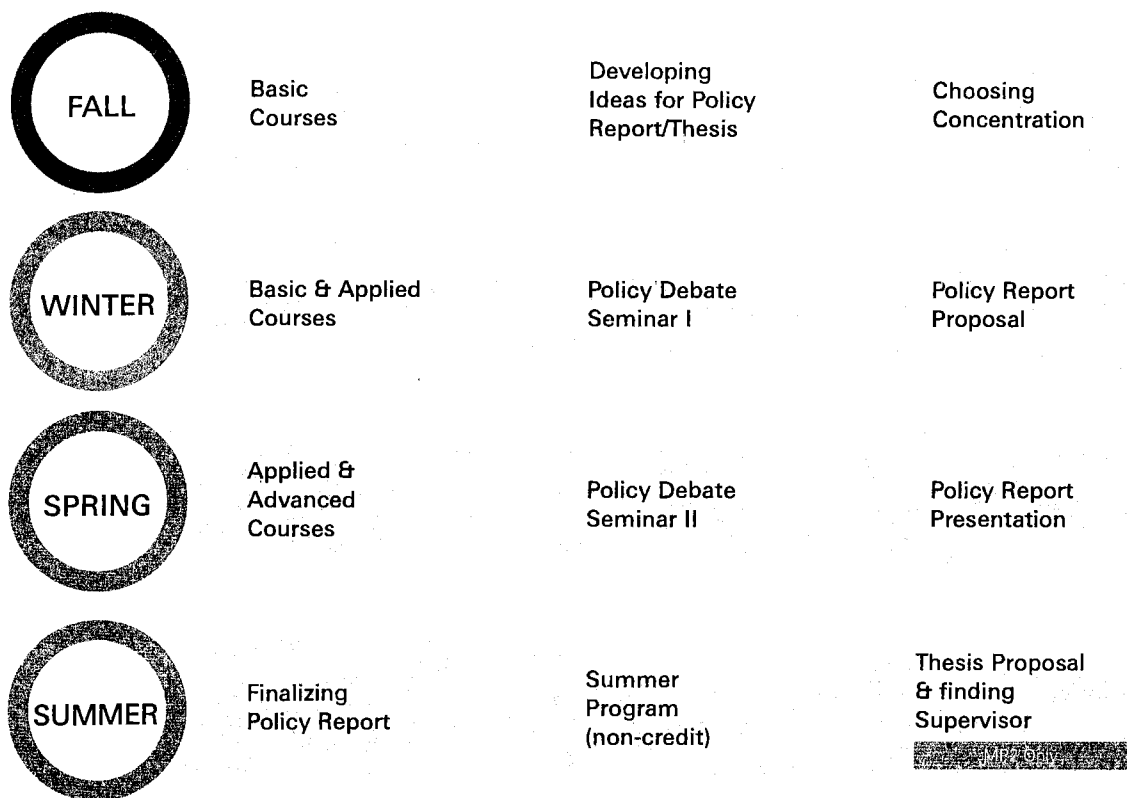 FALL
Basic
Courses
Developing
Ideas for Policy
Report/Thesis
Choosing
Concentration
WINTER
Basic & Applied
Courses
Policy Debate
Seminar I
Policy Report
Proposal
SPRING
Applied &
Advanced
Courses
Policy Debate
Seminar II
Policy Report
Presentation
SUMMER
Finalizing
Policy Report
Summer
Program
(non-credit)
Thesis Proposal
& finding
Supervisor
JMP2 Only